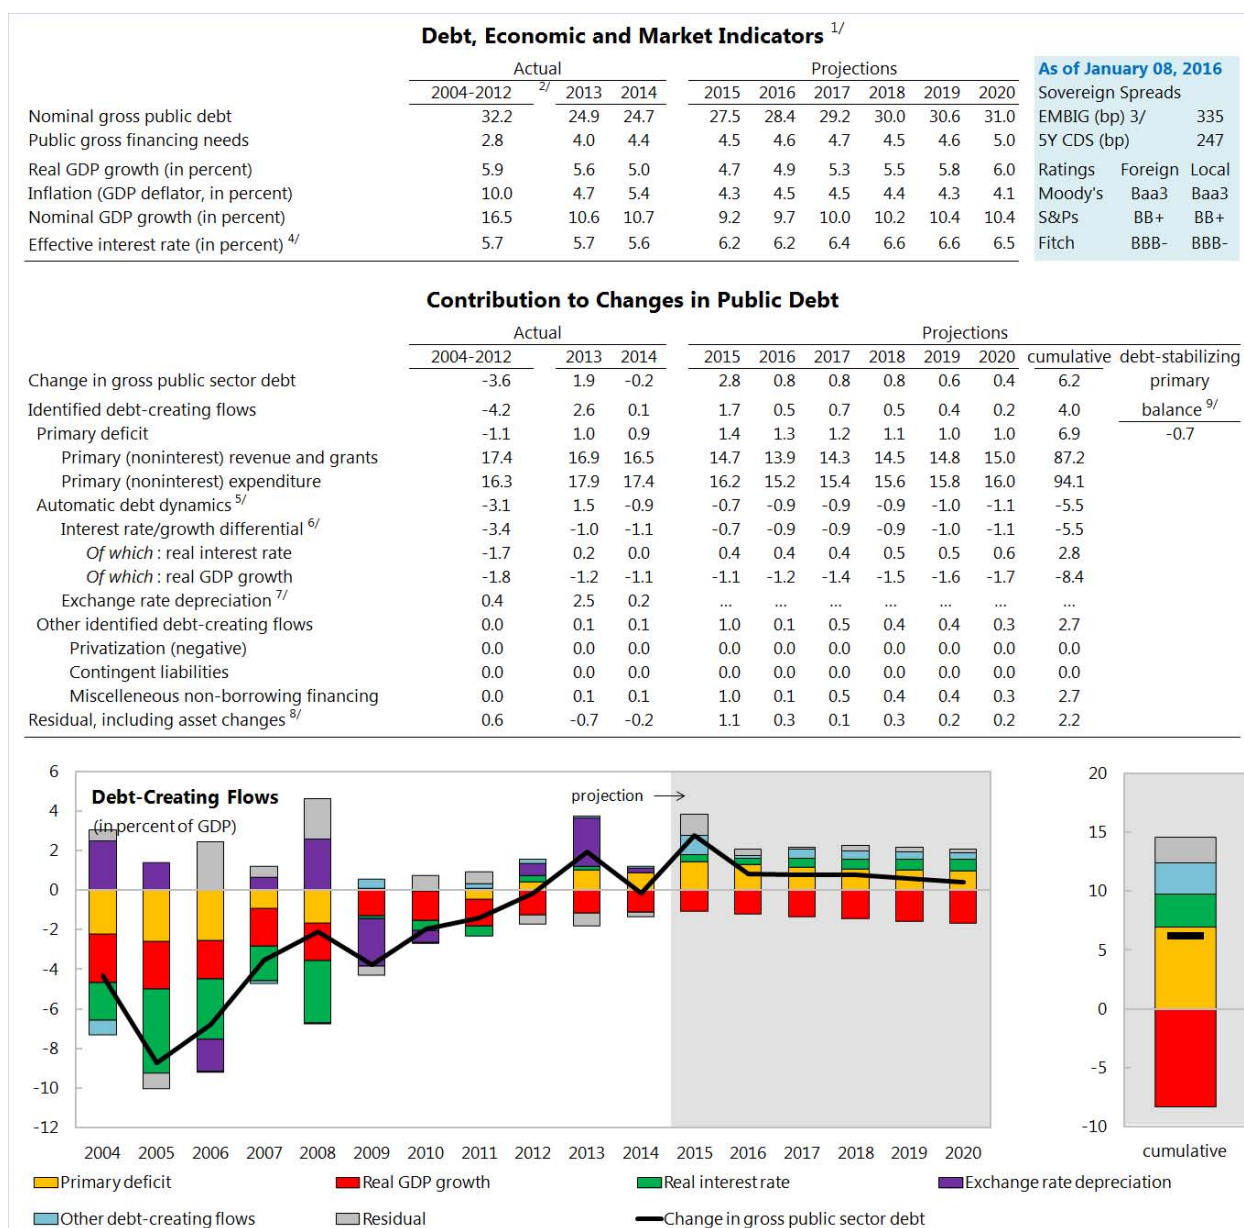 Debt, Economic and Market Indicators 1/
Actual Projections As of January 08, 2016
2004-2012 2/ 2013 2014 2015 2016 2017 2018 2019 2020 Sovereign Spreads
Nominal gross public debt 32.2 24.9 24.7 27.5 28.4 29.2 30.0 30.6 31.0 EMBIG (bp) 3/ 335
Public gross financing needs 2.8 4.0 4.4 4.5 4.6 4.7 4.5 4.6 5.0 5Y CDS (bp) 247
Real GDP growth (in percent) 5.9 5.6 5.0 4.7 4.9 5.3 5.5 5.8 6.0 Ratings Foreign Local
Inflation (GDP deflator, in percent) 10.0 4.7 5.4 4.3 4.5 4.5 4.4 4.3 4.1 Moody's Baa3 Baa3
Nominal GDP growth (in percent) 16.5 10.6 10.7 9.2 9.7 10.0 10.2 10.4 10.4 S&Ps BB+ BB+
Effective interest rate (in percent) 4/ 5.7 5.7 5.6 6.2 6.2 6.4 6.6 6.6 6.5 Fitch BBB- BBB-
Contribution to Changes in Public Debt
Actual Projections
2004-2012 2013 2014 2015 2016 2017 2018 2019 2020 cumulative debt-stabilizing
Change in gross public sector debt -3.6 1.9 -0.2 2.8 0.8 0.8 0.8 0.6 0.4 6.2 primary
Identified debt-creating flows -4.2 2.6 0.1 1.7 0.5 0.7 0.5 0.4 0.2 4.0 balance 9/
Primary deficit -1.1 1.0 0.9 1.4 1.3 1.2 1.1 1.0 1.0 6.9 -0.7
Primary (noninterest) revenue and grants 17.4 16.9 16.5 14.7 13.9 14.3 14.5 14.8 15.0 87.2
Primary (noninterest) expenditure 16.3 17.9 17.4 16.2 15.2 15.4 15.6 15.8 16.0 94.1
Automatic debt dynamics 5/ -3.1 1.5 -0.9 -0.7 -0.9 -0.9 -0.9 -1.0 -1.1 -5.5
Interest rate/growth differential 6/ -3.4 -1.0 -1.1 -0.7 -0.9 -0.9 -0.9 -1.0 -1.1 -5.5
Of which : real interest rate -1.7 0.2 0.0 0.4 0.4 0.4 0.5 0.5 0.6 2.8
Of which : real GDP growth -1.8 -1.2 -1.1 -1.1 -1.2 -1.4 -1.5 -1.6 -1.7 -8.4
Exchange rate depreciation 7/ 0.4 2.5 0.2 ... ... ... ... ... ... ...
Other identified debt-creating flows 0.0 0.1 0.1 1.0 0.1 0.5 0.4 0.4 0.3 2.7
Privatization (negative) 0.0 0.0 0.0 0.0 0.0 0.0 0.0 0.0 0.0 0.0
Contingent liabilities 0.0 0.0 0.0 0.0 0.0 0.0 0.0 0.0 0.0 0.0
Miscelleneous non-borrowing financing 0.0 0.1 0.1 1.0 0.1 0.5 0.4 0.4 0.3 2.7
Residual, including asset changes 8/ 0.6 -0.7 -0.2 1.1 0.3 0.1 0.3 0.2 0.2 2.2
Debt-Creating Flows
(in percent of GDP)
projection
6
4
2
0
-2
-4
-6
-8
-10
-12
2004 2005 2006 2007 2008 2009 2010 2011 2012 2013 2014 2015 2016 2017 2018 2019 2020
20
15
10
5
0
-5
-10
cumulative
Primary deficit Real GDP growth Real interest rate Exchange rate depreciation
Other debt-creating flows Residual Change in gross public sector debt